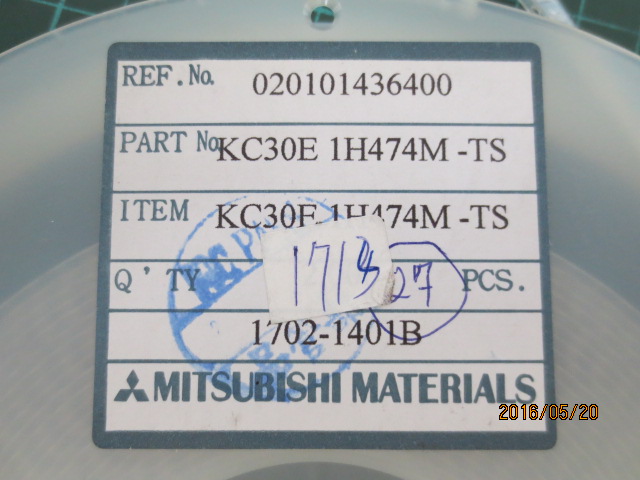 REF.No. 020101436400
PART No. KC30E 1H474M -TS
ITEM KC30E 1H474M -TS
Q'TY 27 PCS.
1702-1401B
MITSUBISHI MATERIALS
2016/05/20